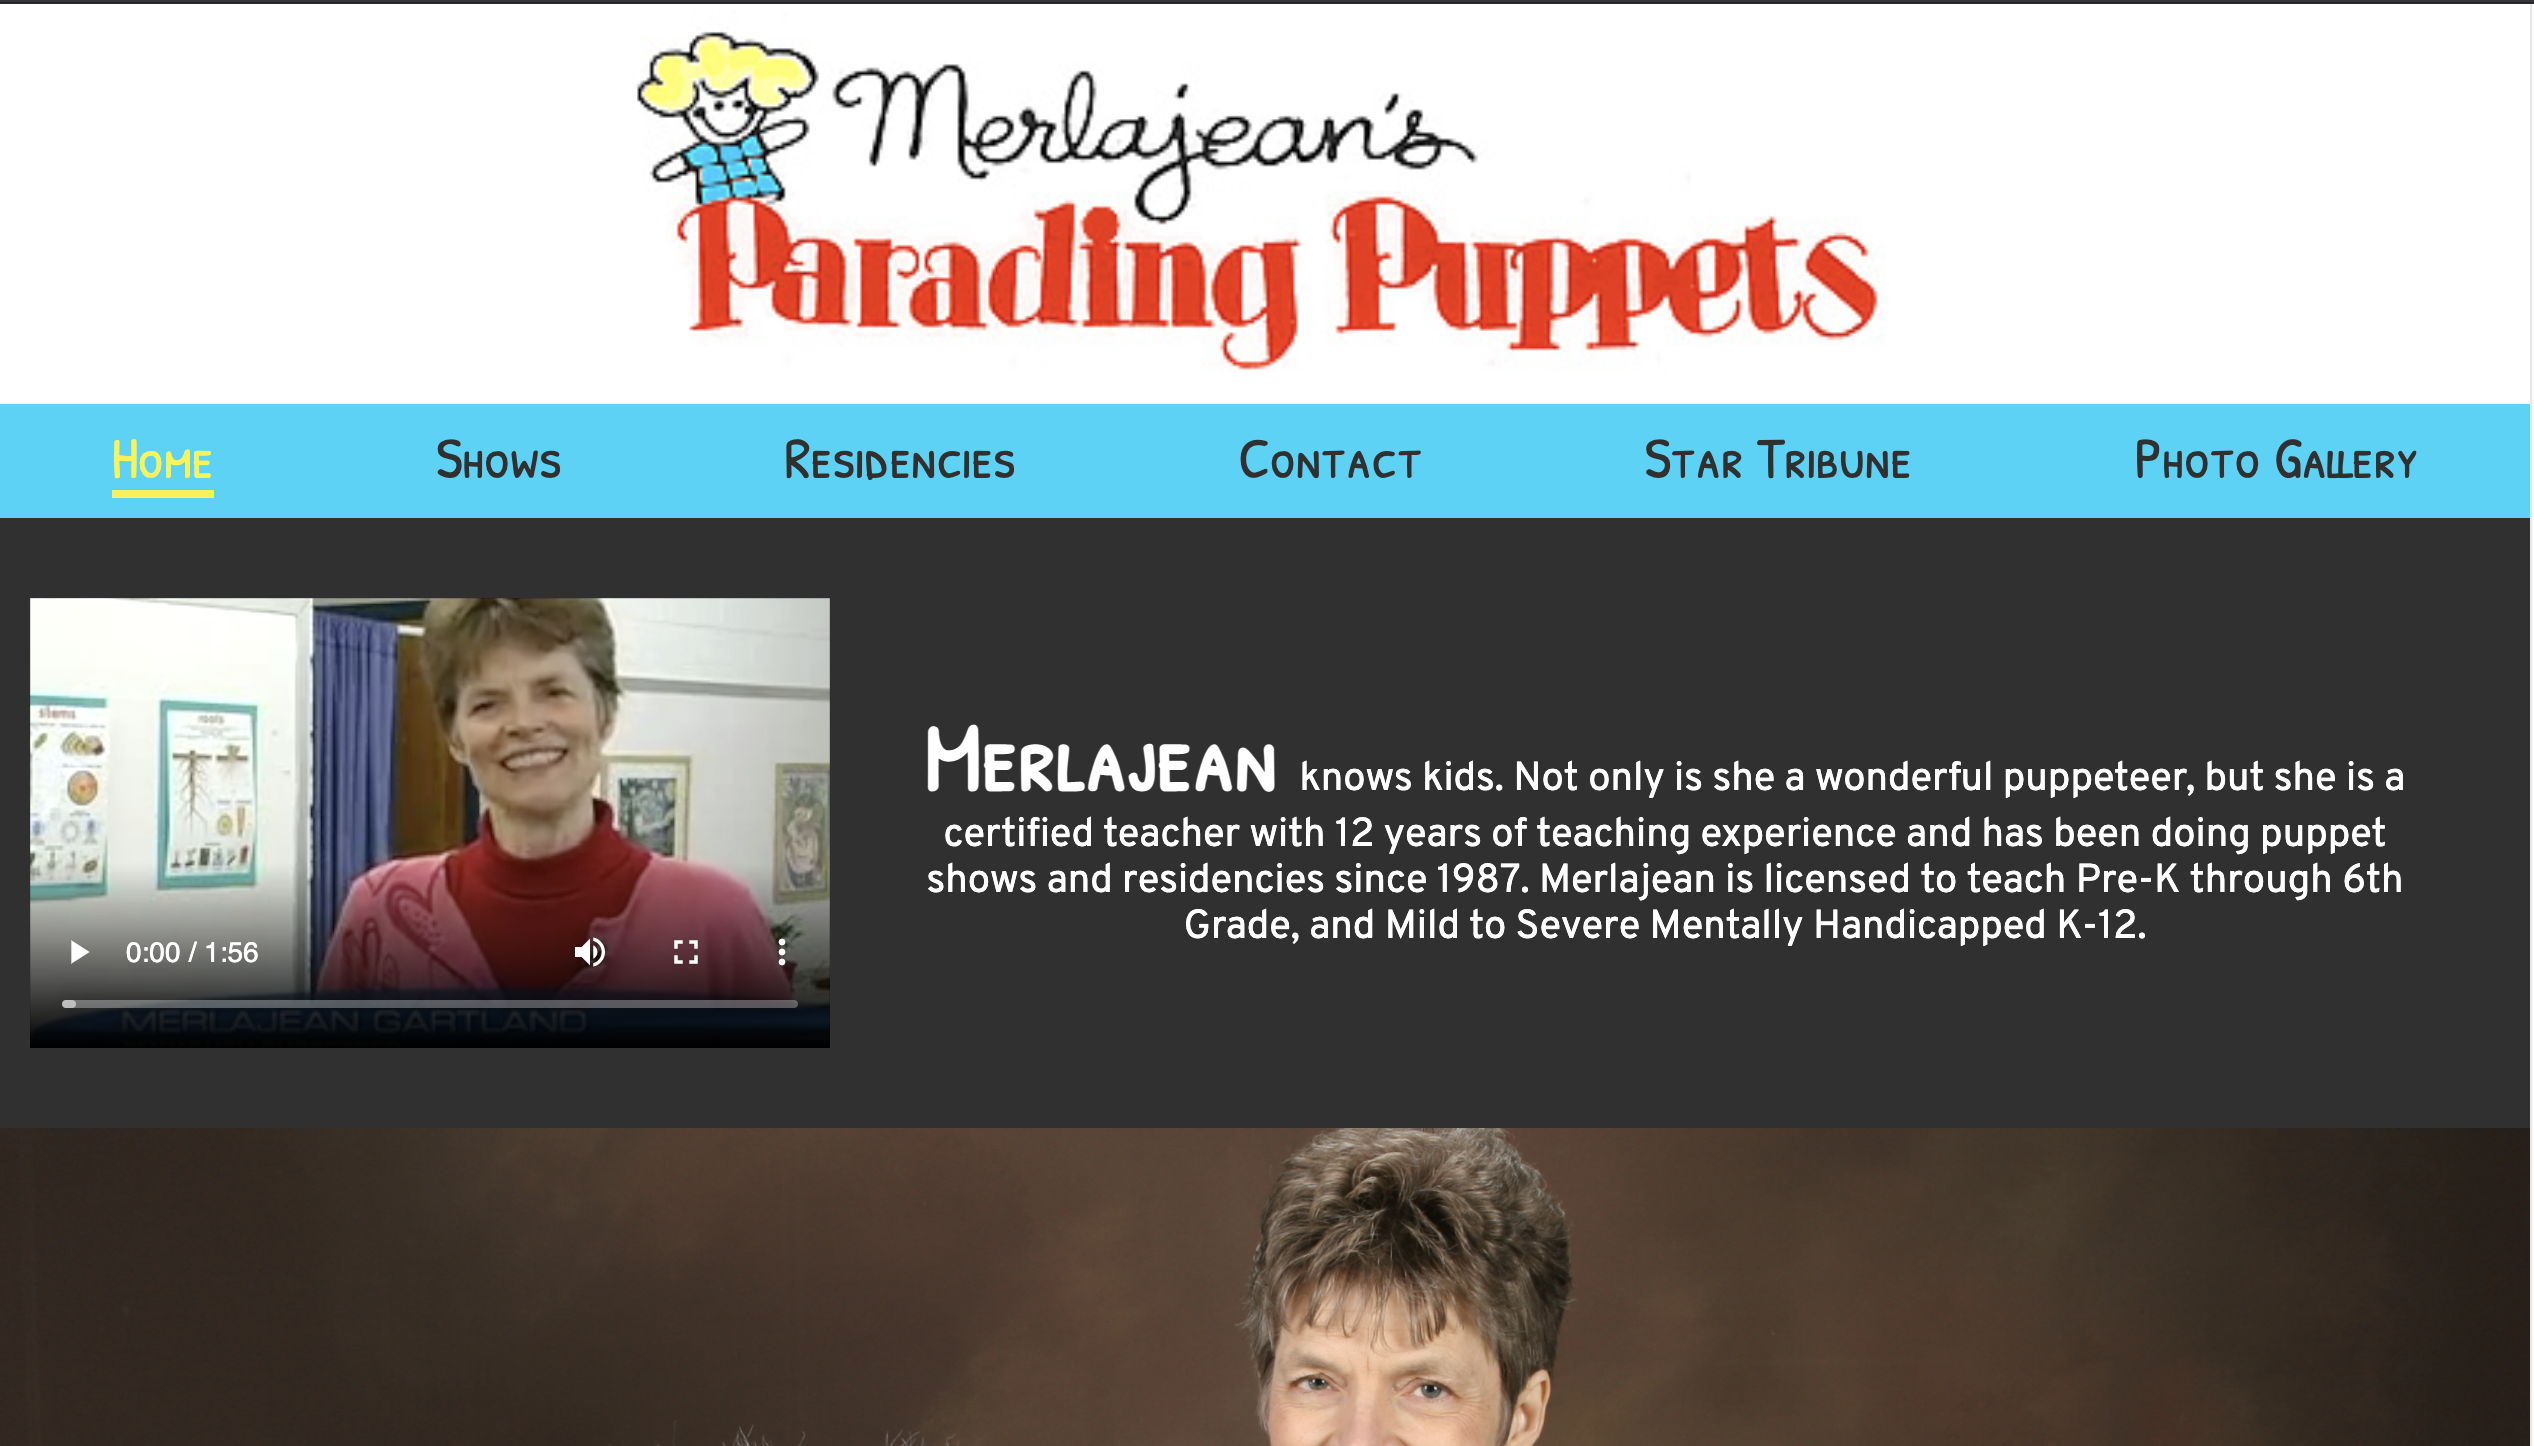 Merlajean's
Parading Puppets
Home Shows Residencies Contact Star Tribune Photo Gallery
stems
roots
Merlajean knows kids. Not only is she a wonderful puppeteer, but she is a
certified teacher with 12 years of teaching experience and has been doing puppet
shows and residencies since 1987. Merlajean is licensed to teach Pre-K through 6th
Grade, and Mild to Severe Mentally Handicapped K-12.
0:00 / 1:56
MERLAJEAN GARTLAND